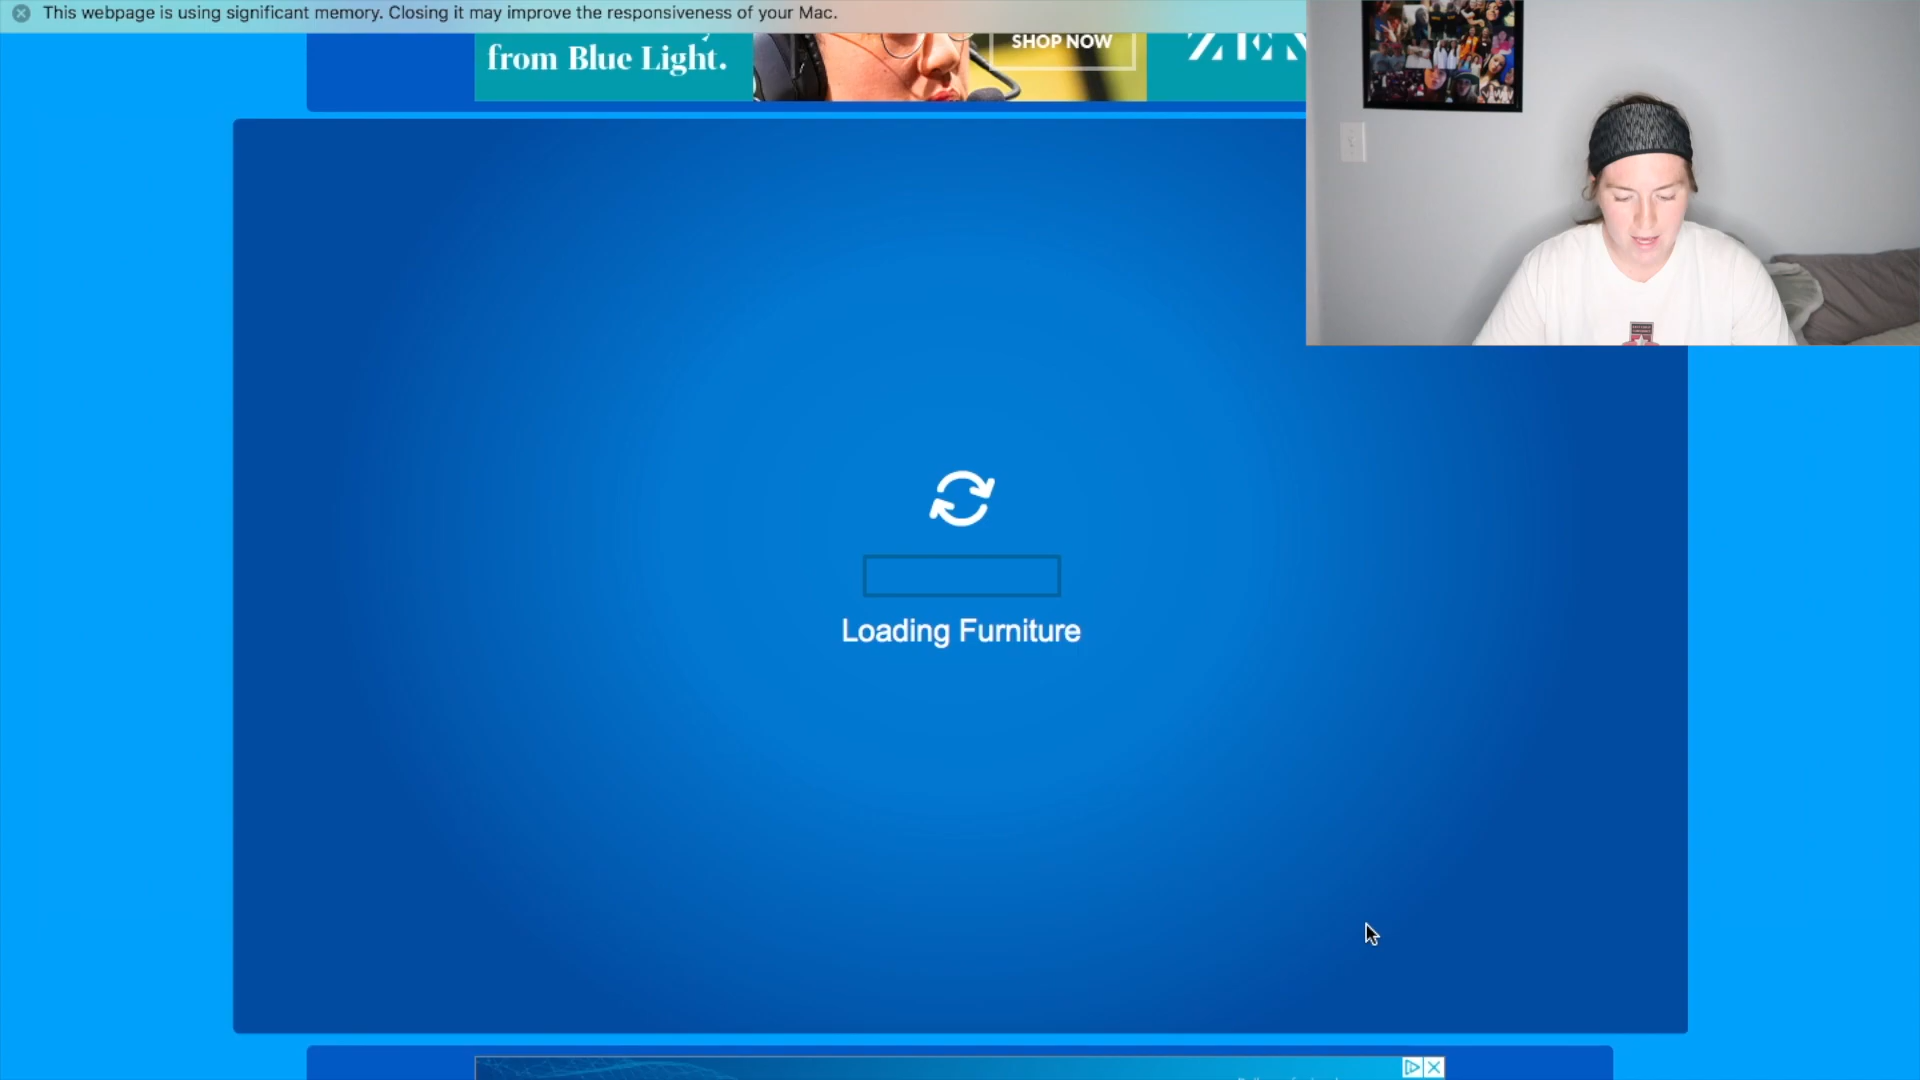 This webpage is using significant memory. Closing it may improve the responsiveness of your Mac.
from Blue Light.
SHOP NOW
ZEN
Loading Furniture